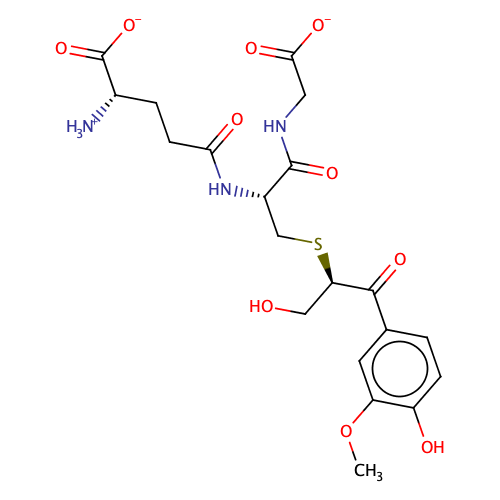 O⁻ O⁻
O O
H₃N⁺ O HN
HN O
S
HO O
O OH
CH₃